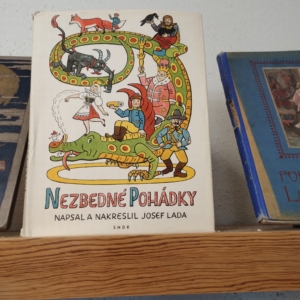 NEZBEDNÉ POHÁDKY
NAPSAL A NAKRESLIL JOSEF LADA
SNDK